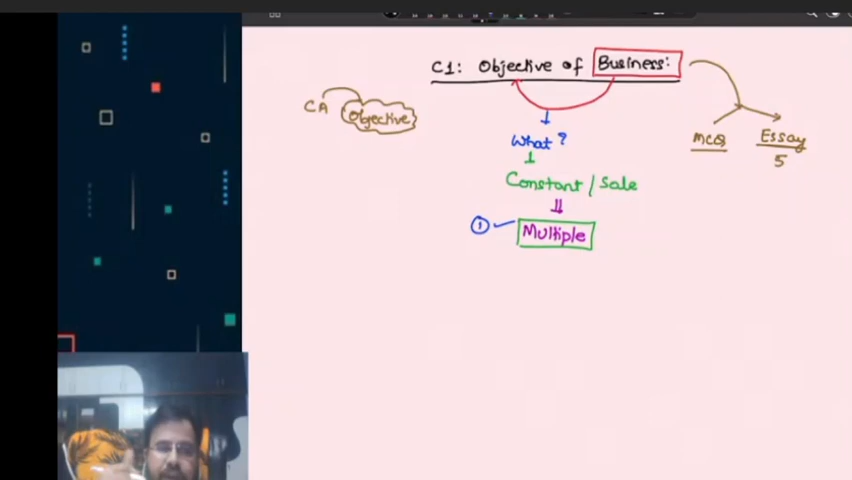 C1: Objective of Business:
CA Objective
MCQ Essay
5
What?
Constant / Sale
① Multiple